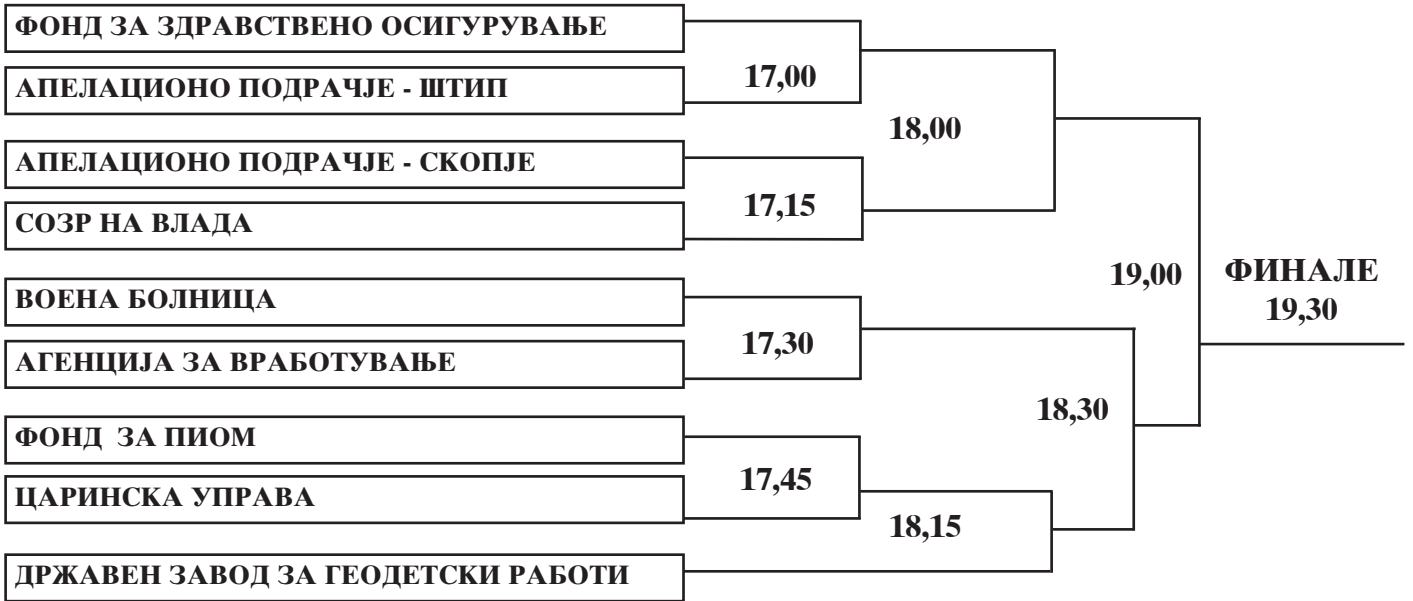 ФОНД ЗА ЗДРАВСТВЕНО ОСИГУРУВАЊЕ
17,00
АПЕЛАЦИОНО ПОДРАЧЈЕ - ШТИП
18,00
АПЕЛАЦИОНО ПОДРАЧЈЕ - СКОПЈЕ
17,15
СОЗР НА ВЛАДА
19,00
ФИНАЛЕ
19,30
ВОЕНА БОЛНИЦА
17,30
АГЕНЦИЈА ЗА ВРАБОТУВАЊЕ
18,30
ФОНД ЗА ПИОМ
17,45
ЦАРИНСКА УПРАВА
18,15
ДРЖАВЕН ЗАВОД ЗА ГЕОДЕТСКИ РАБОТИ